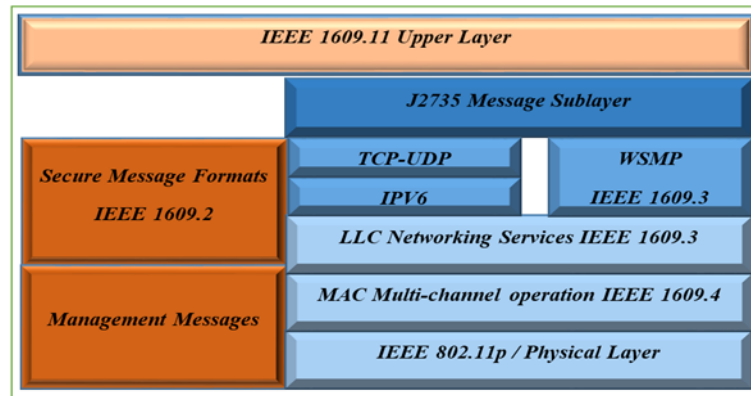 IEEE 1609.11 Upper Layer
J2735 Message Sublayer
Secure Message Formats
IEEE 1609.2
TCP-UDP
IPV6
WSMP
IEEE 1609.3
LLC Networking Services IEEE 1609.3
Management Messages
MAC Multi-channel operation IEEE 1609.4
IEEE 802.11p / Physical Layer